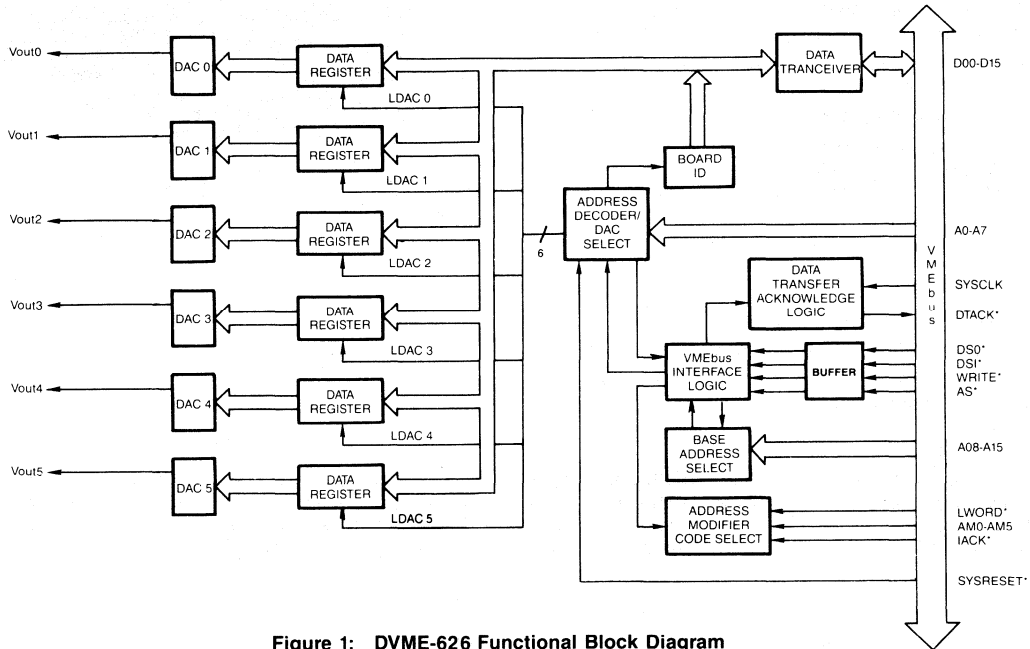 Vout0
DAC 0
DATA
REGISTER
LDAC 0
DATA
TRANCEIVER
D00-D15
Vout1
DAC 1
DATA
REGISTER
LDAC 1
BOARD
ID
Vout2
DAC 2
DATA
REGISTER
LDAC 2
6
ADDRESS
DECODER/
DAC
SELECT
A0-A7
VMEbus
DATA
TRANSFER
ACKNOWLEDGE
LOGIC
SYSCLK
DTACK*
Vout3
DAC 3
DATA
REGISTER
LDAC 3
VMEbus
INTERFACE
LOGIC
BUFFER
DS0*
DSI*
WRITE*
AS*
Vout4
DAC 4
DATA
REGISTER
LDAC 4
BASE
ADDRESS
SELECT
A08-A15
Vout5
DAC 5
DATA
REGISTER
LDAC 5
ADDRESS
MODIFIER
CODE SELECT
LWORD*
AM0-AM5
IACK*
SYSRESET*
Figure 1: DVME-626 Functional Block Diagram